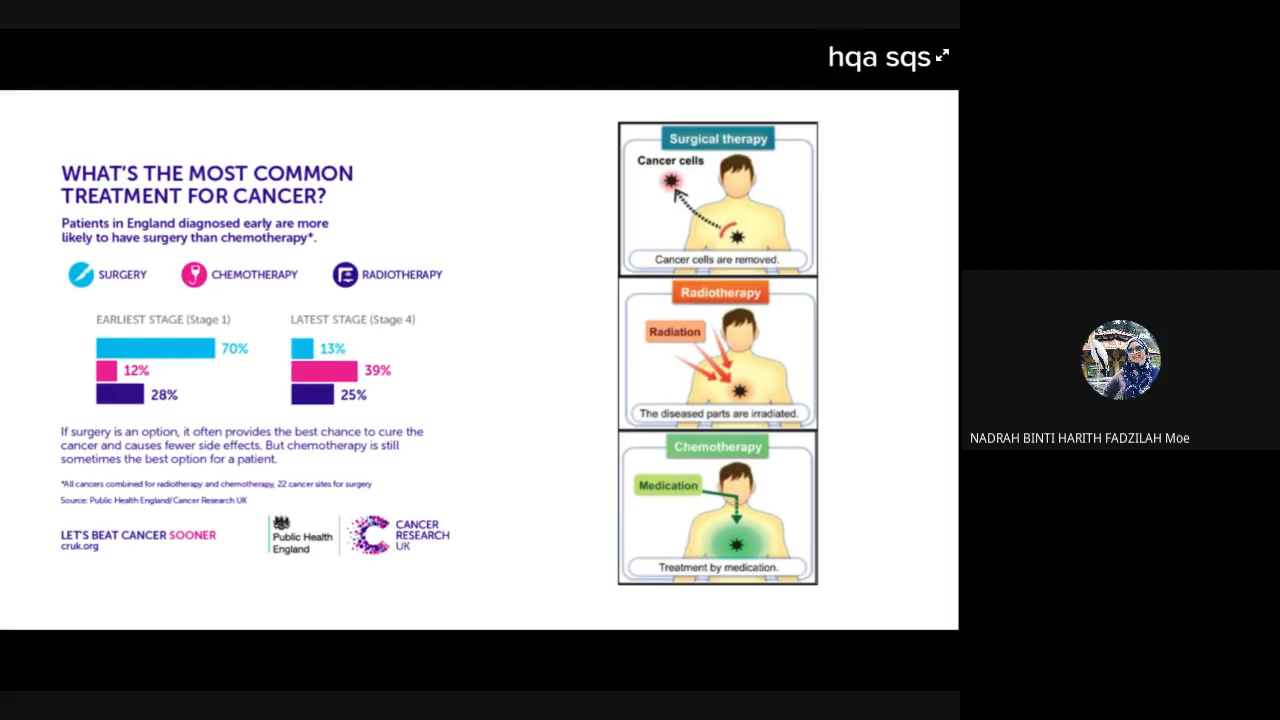 hqa sqs
WHAT'S THE MOST COMMON
TREATMENT FOR CANCER?
Patients in England diagnosed early are more
likely to have surgery than chemotherapy*.
SURGERY
CHEMOTHERAPY
RADIOTHERAPY
EARLIEST STAGE (Stage 1)
70%
12%
28%
LATEST STAGE (Stage 4)
13%
39%
25%
If surgery is an option, it often provides the best chance to cure the
cancer and causes fewer side effects. But chemotherapy is still
sometimes the best option for a patient.
*All cancers combined for radiotherapy and chemotherapy, 22 cancer sites for surgery
Source: Public Health England/Cancer Research UK
LET'S BEAT CANCER SOONER
cruk.org
Public Health
England
CANCER
RESEARCH
UK
Surgical therapy
Cancer cells
Cancer cells are removed.
Radiotherapy
Radiation
The diseased parts are irradiated.
Chemotherapy
Medication
Treatment by medication.
NADRAH BINTI HARITH FADZILAH Moe